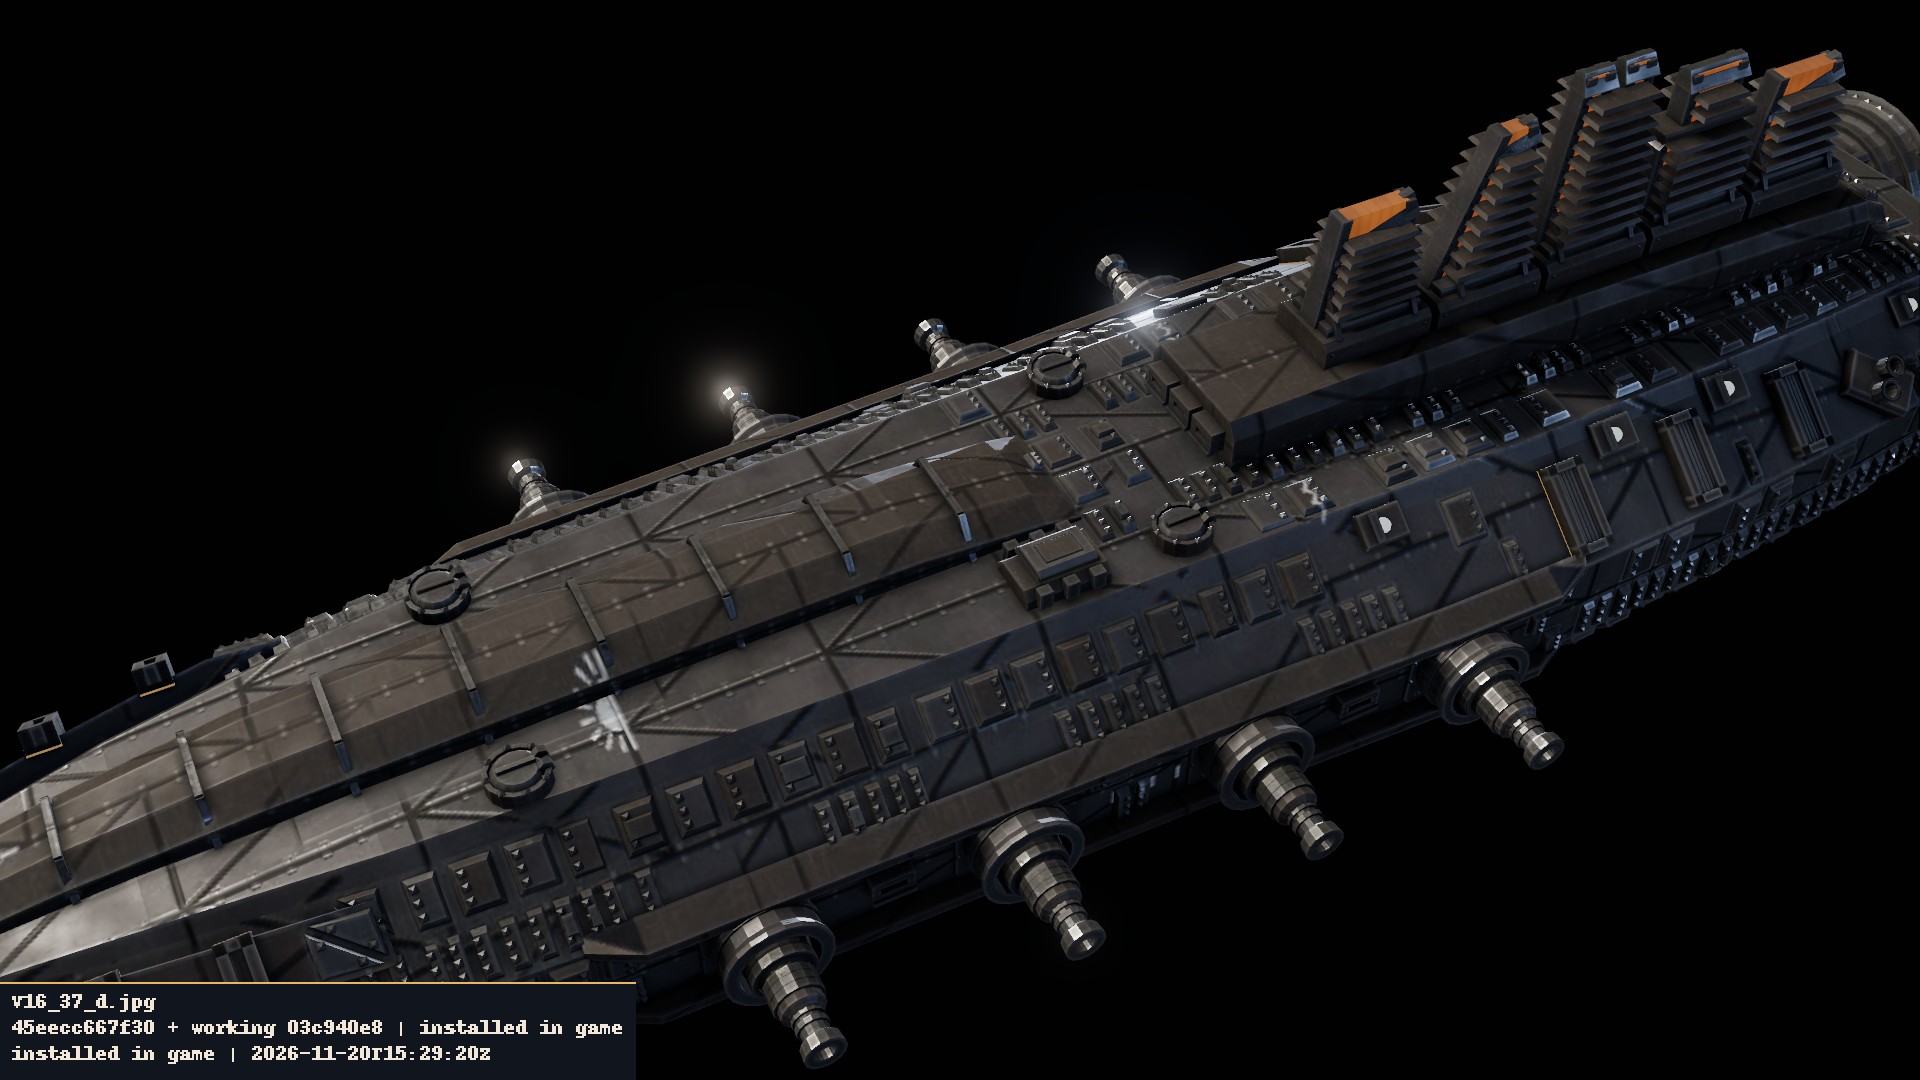 v16_37_d.jpg
45eecc667f30 + working 03c940e8 | installed in game
installed in game | 2026-11-20T15:29:20Z